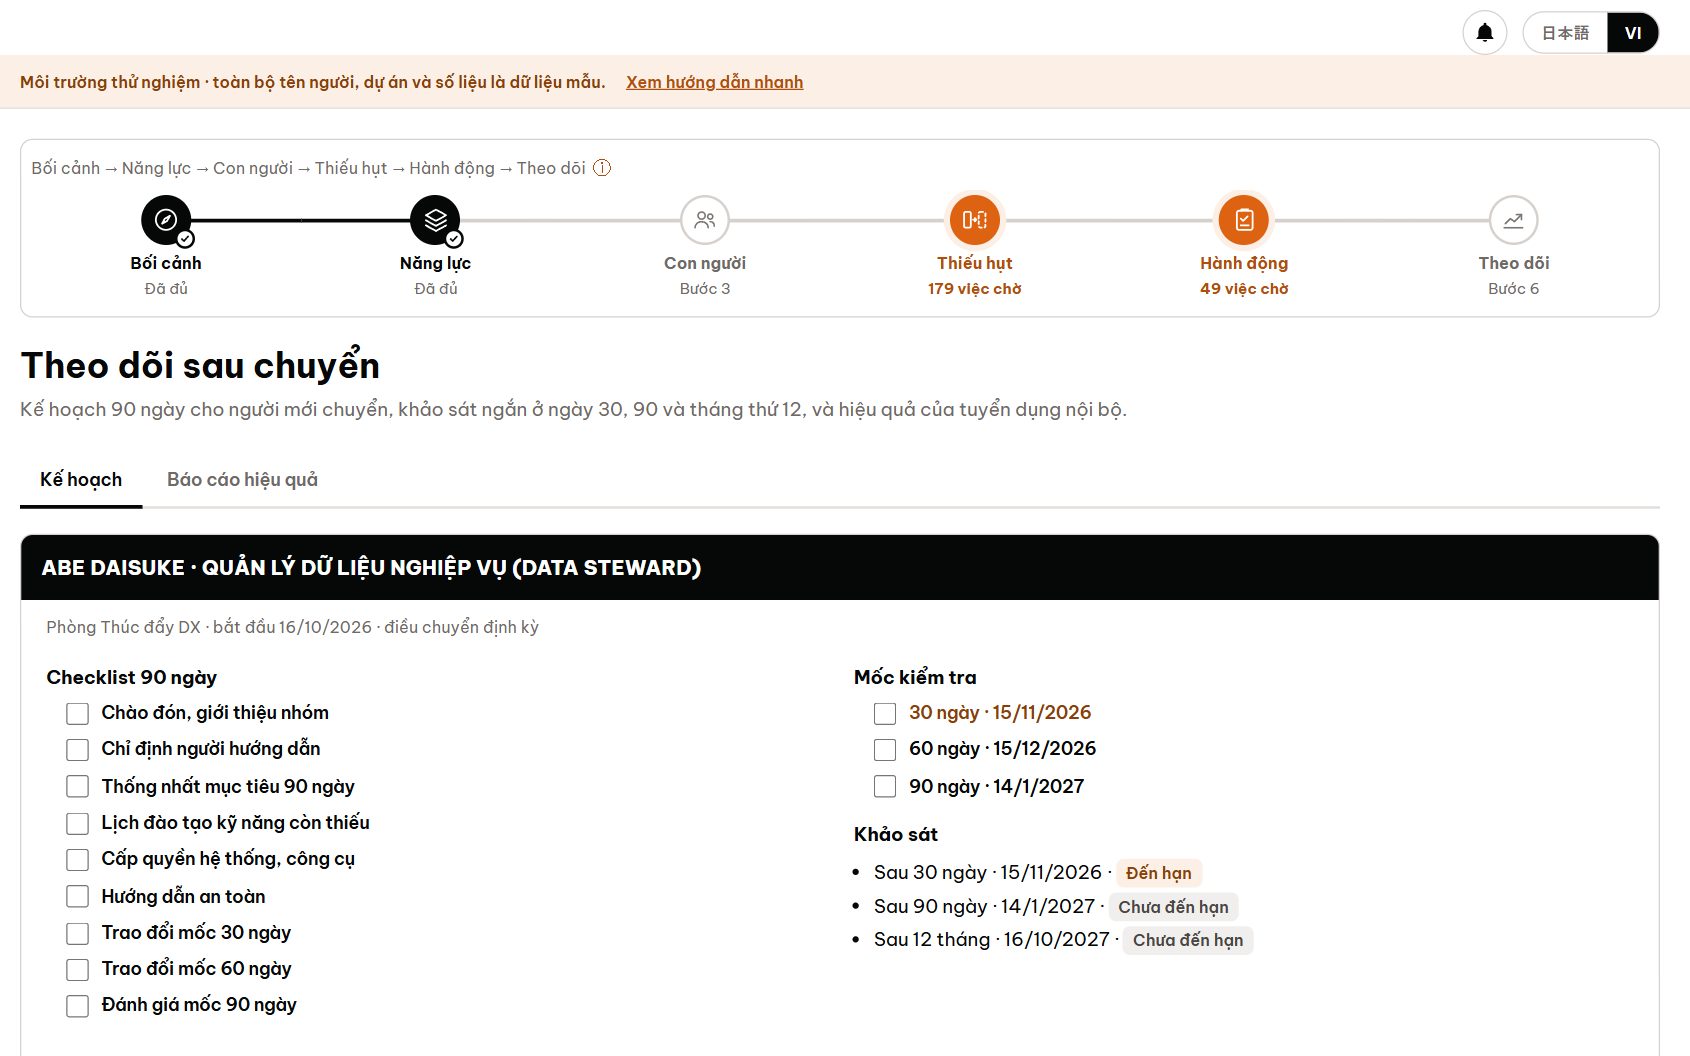 日本語 VI
Môi trường thử nghiệm · toàn bộ tên người, dự án và số liệu là dữ liệu mẫu. Xem hướng dẫn nhanh
Bối cảnh → Năng lực → Con người → Thiếu hụt → Hành động → Theo dõi
Bối cảnh
Đã đủ
Năng lực
Đã đủ
Con người
Bước 3
Thiếu hụt
179 việc chờ
Hành động
49 việc chờ
Theo dõi
Bước 6
Theo dõi sau chuyển
Kế hoạch 90 ngày cho người mới chuyển, khảo sát ngắn ở ngày 30, 90 và tháng thứ 12, và hiệu quả của tuyển dụng nội bộ.
Kế hoạch Báo cáo hiệu quả
ABE DAISUKE · QUẢN LÝ DỮ LIỆU NGHIỆP VỤ (DATA STEWARD)
Phòng Thúc đẩy DX · bắt đầu 16/10/2026 · điều chuyển định kỳ
Checklist 90 ngày
Chào đón, giới thiệu nhóm
Chỉ định người hướng dẫn
Thống nhất mục tiêu 90 ngày
Lịch đào tạo kỹ năng còn thiếu
Cấp quyền hệ thống, công cụ
Hướng dẫn an toàn
Trao đổi mốc 30 ngày
Trao đổi mốc 60 ngày
Đánh giá mốc 90 ngày
Mốc kiểm tra
30 ngày · 15/11/2026
60 ngày · 15/12/2026
90 ngày · 14/1/2027
Khảo sát
• Sau 30 ngày · 15/11/2026 · Đến hạn
• Sau 90 ngày · 14/1/2027 · Chưa đến hạn
• Sau 12 tháng · 16/10/2027 · Chưa đến hạn